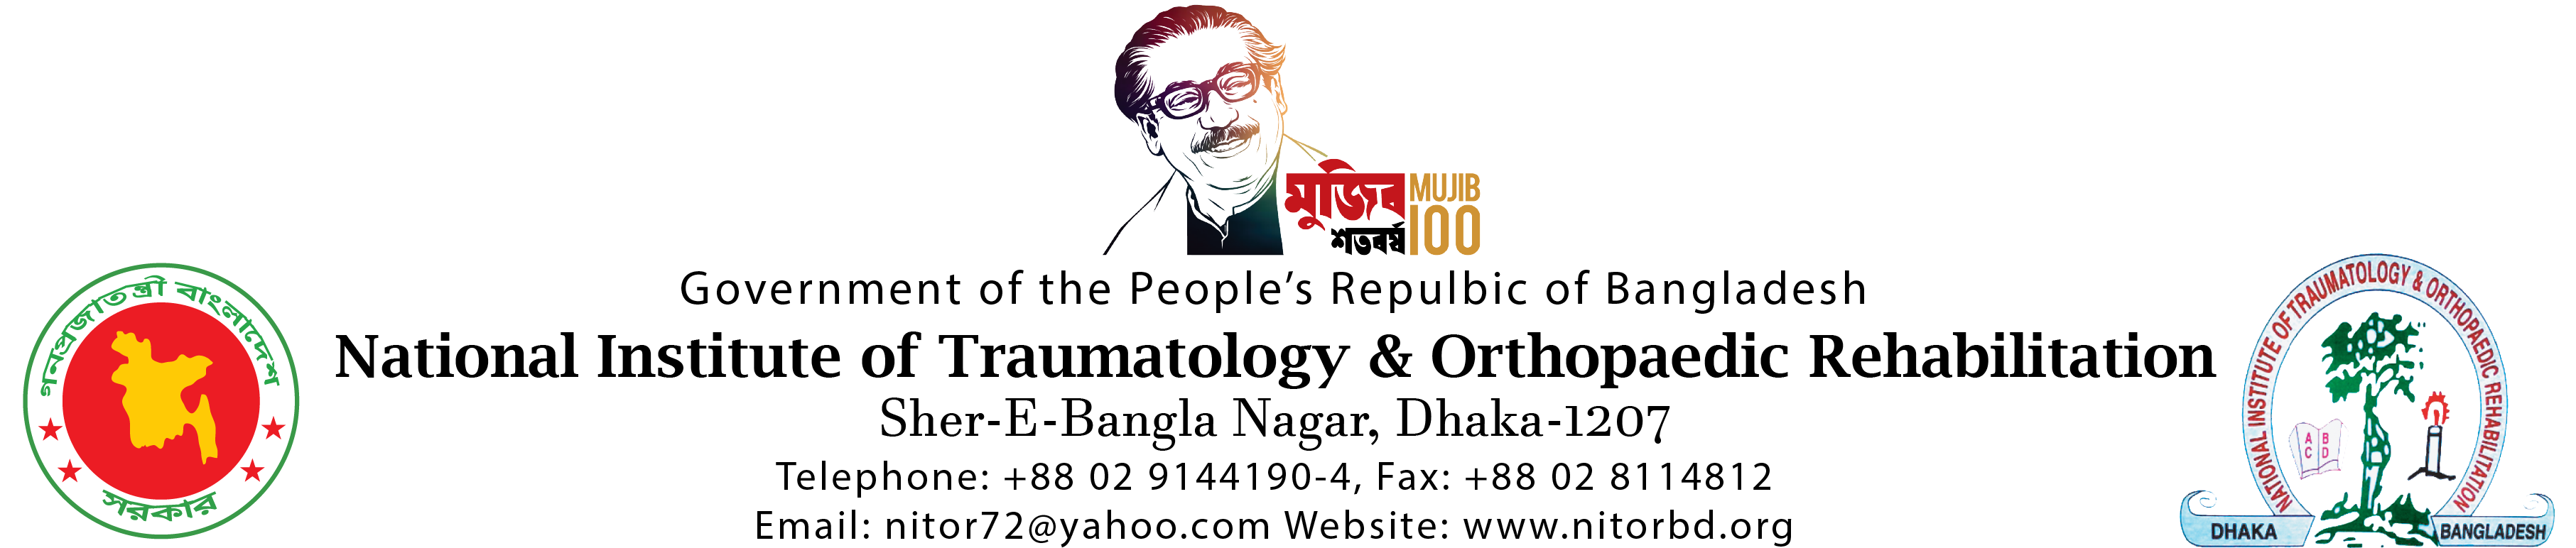 মুজিব
শতবর্ষ
MUJIB
100
Government of the People’s Repulbic of Bangladesh
National Institute of Traumatology & Orthopaedic Rehabilitation
Sher-E-Bangla Nagar, Dhaka-1207
Telephone: +88 02 9144190-4, Fax: +88 02 8114812
Email: nitor72@yahoo.com Website: www.nitorbd.org
গনপ্রজাতন্ত্রী বাংলাদেশ
সরকার
NATIONAL INSTITUTE OF TRAUMATOLOGY & ORTHOPAEDIC REHABILITATION
A B
C D
DHAKA
BANGLADESH